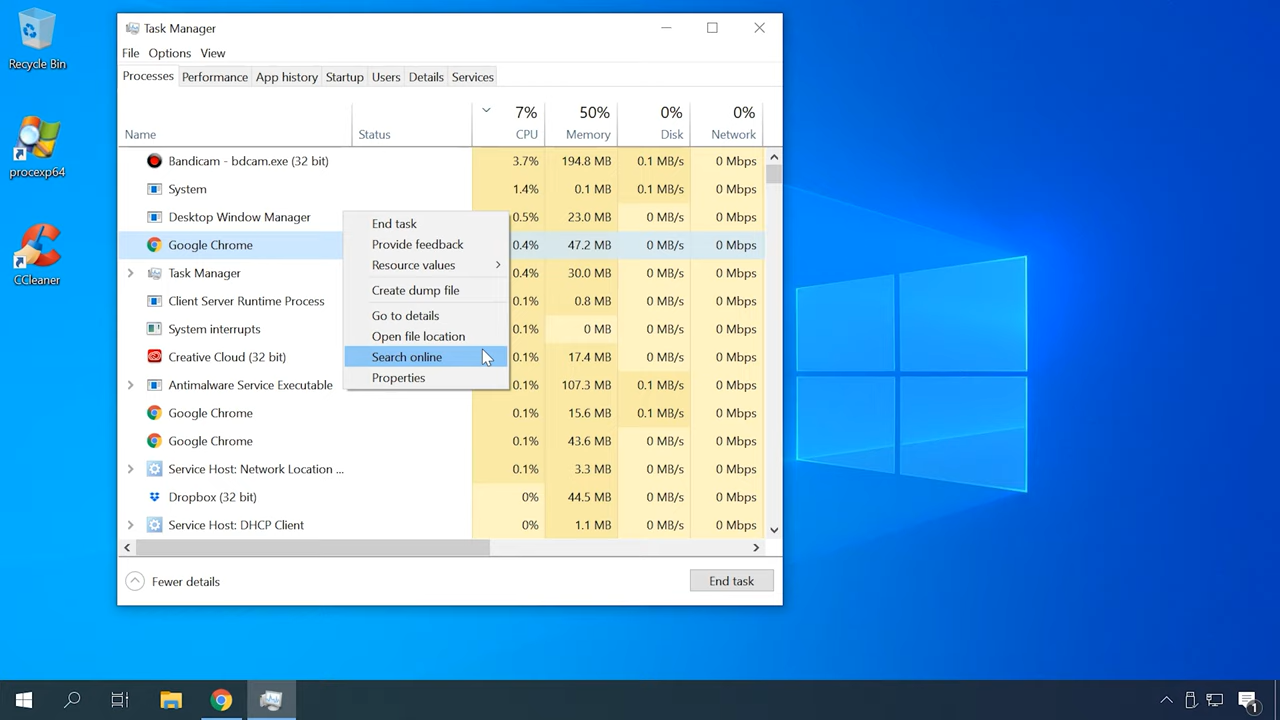 Recycle Bin
procexp64
CCleaner
Task Manager
File Options View
Processes Performance App history Startup Users Details Services
7% 50% 0% 0%
Name Status CPU Memory Disk Network
Bandicam - bdcam.exe (32 bit) 3.7% 194.8 MB 0.1 MB/s 0 Mbps
System 1.4% 0.1 MB 0.1 MB/s 0 Mbps
Desktop Window Manager 0.5% 23.0 MB 0 MB/s 0 Mbps
Google Chrome 0.4% 47.2 MB 0 MB/s 0 Mbps
Task Manager 0.4% 30.0 MB 0 MB/s 0 Mbps
Client Server Runtime Process 0.1% 0.8 MB 0 MB/s 0 Mbps
System interrupts 0.1% 0 MB 0 MB/s 0 Mbps
Creative Cloud (32 bit) 0.1% 17.4 MB 0 MB/s 0 Mbps
Antimalware Service Executable 0.1% 107.3 MB 0 MB/s 0 Mbps
Google Chrome 0.1% 15.6 MB 0.1 MB/s 0 Mbps
Google Chrome 0.1% 43.6 MB 0 MB/s 0 Mbps
Service Host: Network Location ... 0.1% 3.3 MB 0 MB/s 0 Mbps
Dropbox (32 bit) 0% 44.5 MB 0 MB/s 0 Mbps
Service Host: DHCP Client 0% 1.1 MB 0 MB/s 0 Mbps
End task
Provide feedback
Resource values
Create dump file
Go to details
Open file location
Search online
Properties
Fewer details End task
1